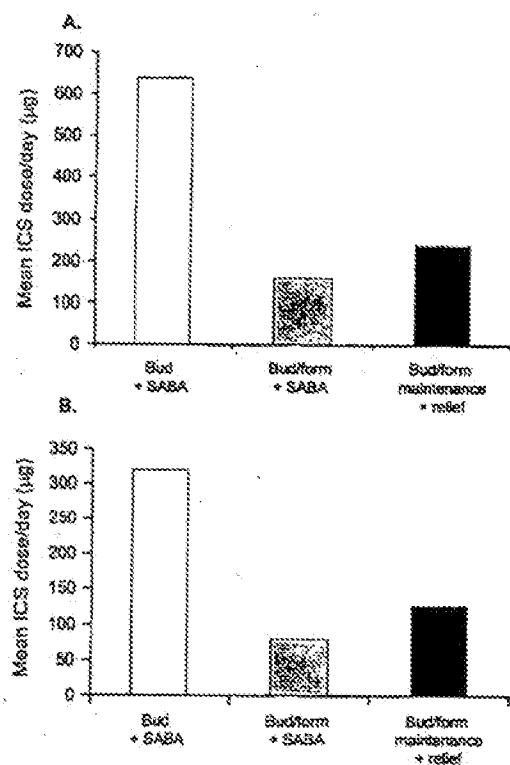 A.
Mean ICS dose/day (µg)
700
600
500
400
300
200
100
0
Bud
+ SABA
Bud/form
+ SABA
Bud/form
maintenance
+ relief
B.
Mean ICS dose/day (µg)
350
300
250
200
150
100
50
0
Bud
+ SABA
Bud/form
+ SABA
Bud/form
maintenance
+ relief